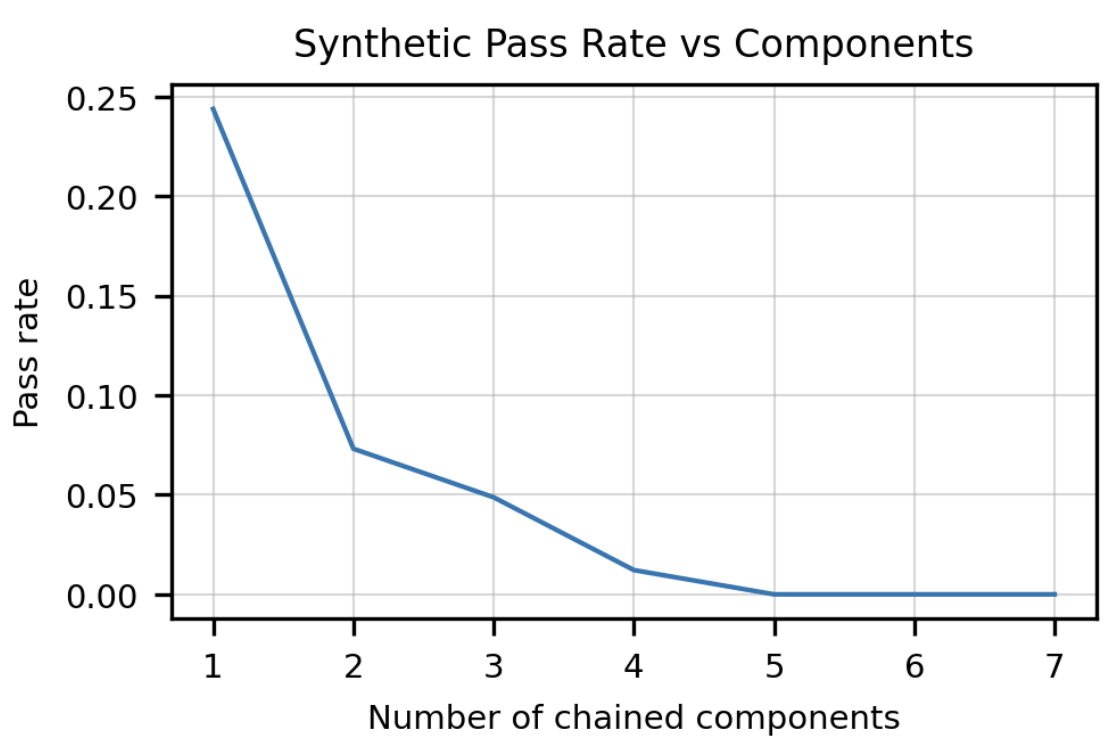 Synthetic Pass Rate vs Components
Pass rate
0.25
0.20
0.15
0.10
0.05
0.00
1 2 3 4 5 6 7
Number of chained components